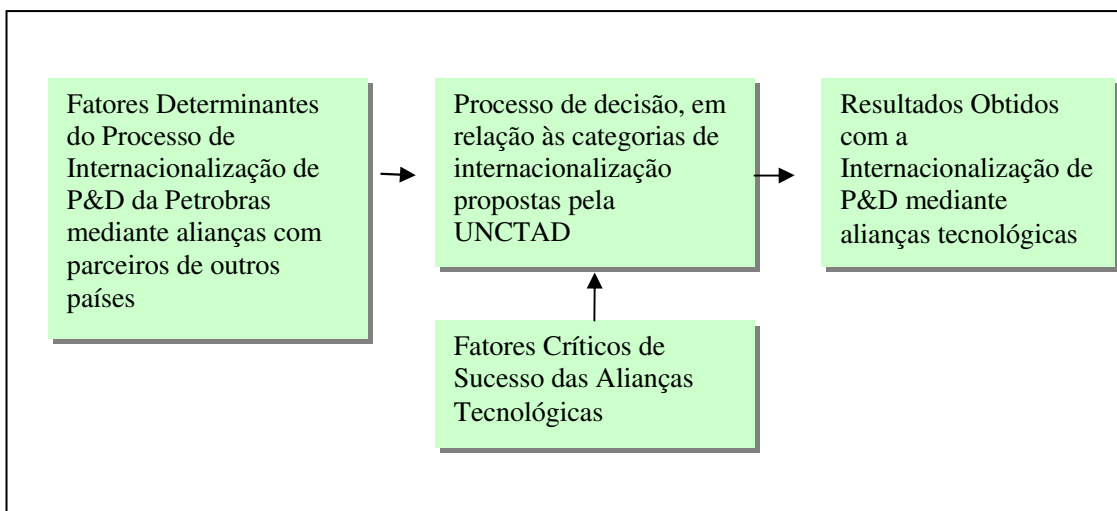 Fatores Determinantes
do Processo de
Internacionalização de
P&D da Petrobras
mediante alianças com
parceiros de outros
países
Processo de decisão, em
relação às categorias de
internacionalização
propostas pela
UNCTAD
Resultados Obtidos
com a
Internacionalização de
P&D mediante
alianças tecnológicas
Fatores Críticos de
Sucesso das Alianças
Tecnológicas